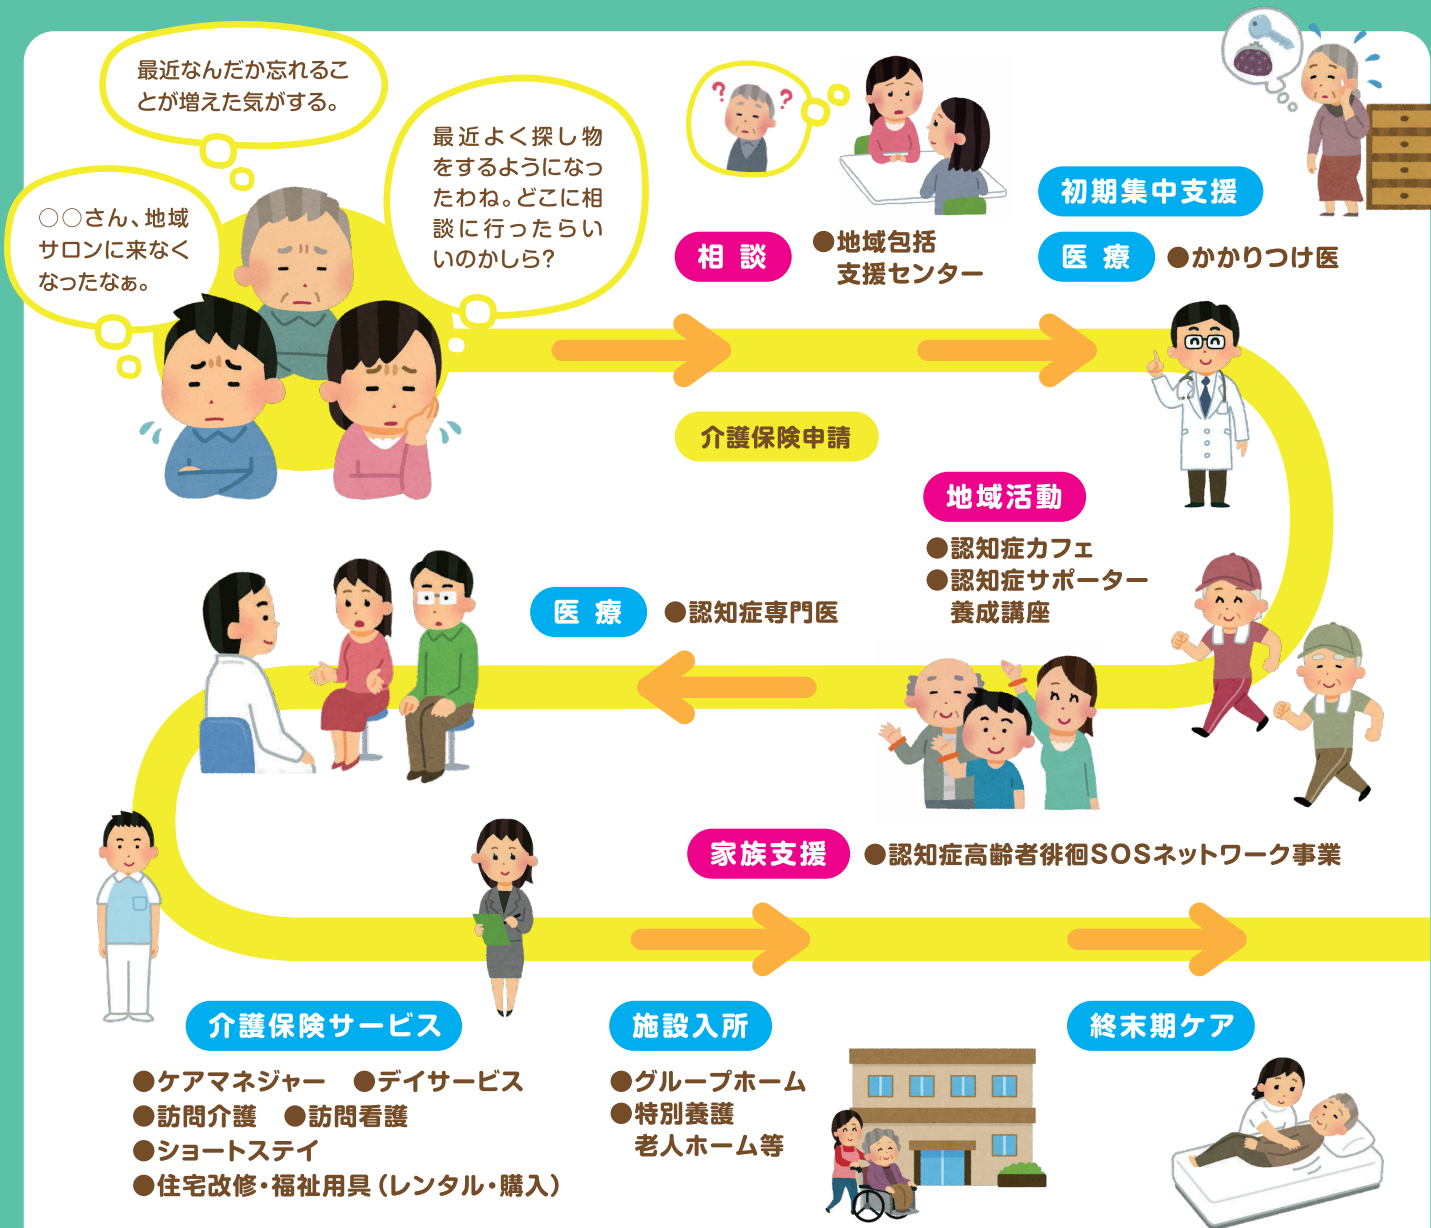 最近なんだか忘れるこ
とが増えた気がする。
最近よく探し物
をするようになっ
たわね。どこに相
談に行ったらいい
いのかしら?
○○さん、地域
サロンに来なく
なったなぁ。
相 談
●地域包括
支援センター
初期集中支援
医 療
●かかりつけ医
介護保険申請
地域活動
●認知症カフェ
●認知症サポーター
養成講座
医 療
●認知症専門医
家族支援
●認知症高齢者徘徊SOSネットワーク事業
介護保険サービス
●ケアマネジャー ●デイサービス
●訪問介護 ●訪問看護
●ショートステイ
●住宅改修・福祉用具(レンタル・購入)
施設入所
●グループホーム
●特別養護
老人ホーム等
終末期ケア